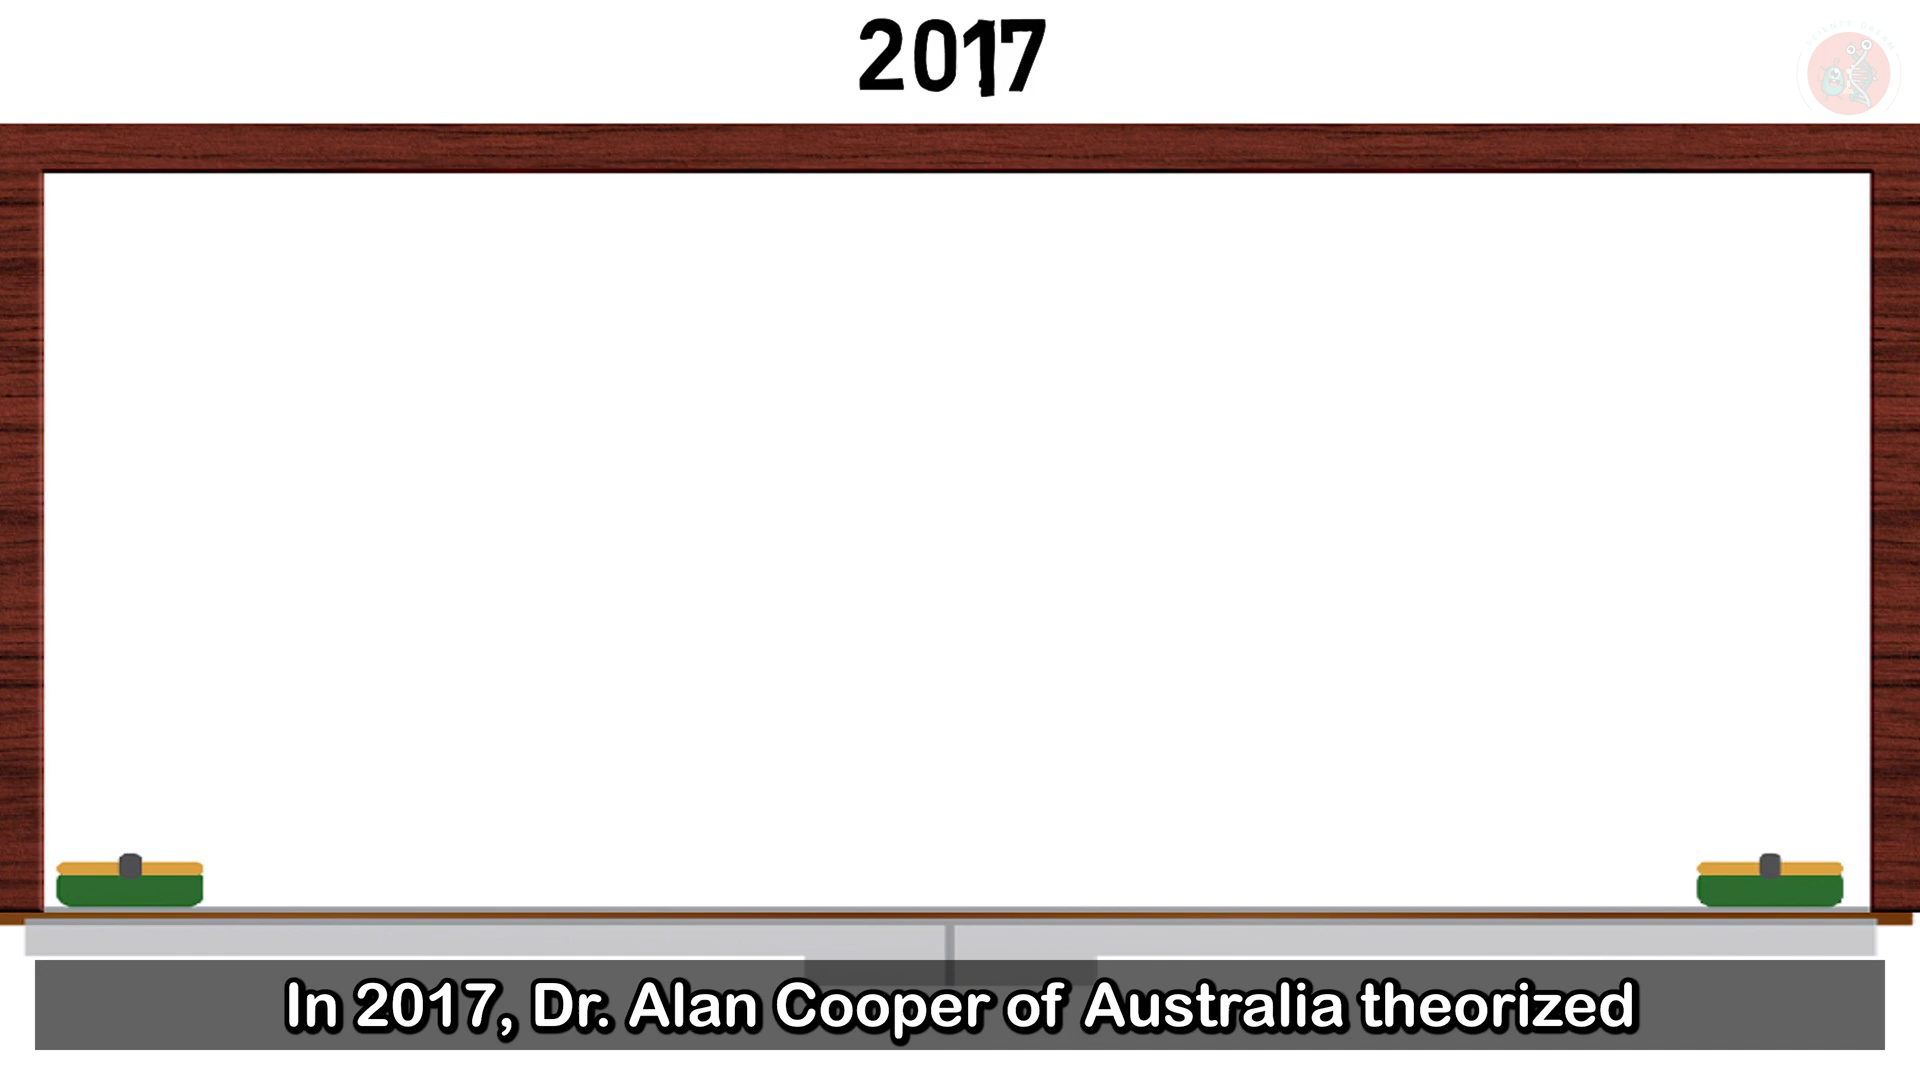 2017
In 2017, Dr. Alan Cooper of Australia theorized